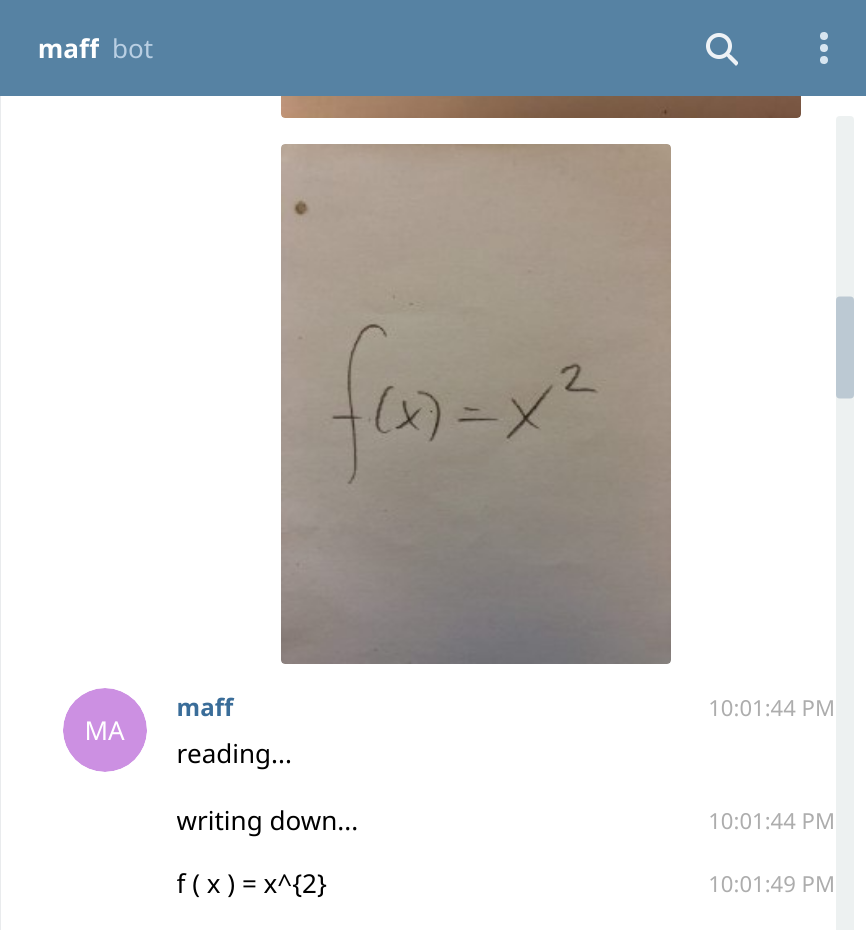 maff bot
f(x) = x²
MA
maff 10:01:44 PM
reading...
writing down... 10:01:44 PM
f ( x ) = x^{2} 10:01:49 PM